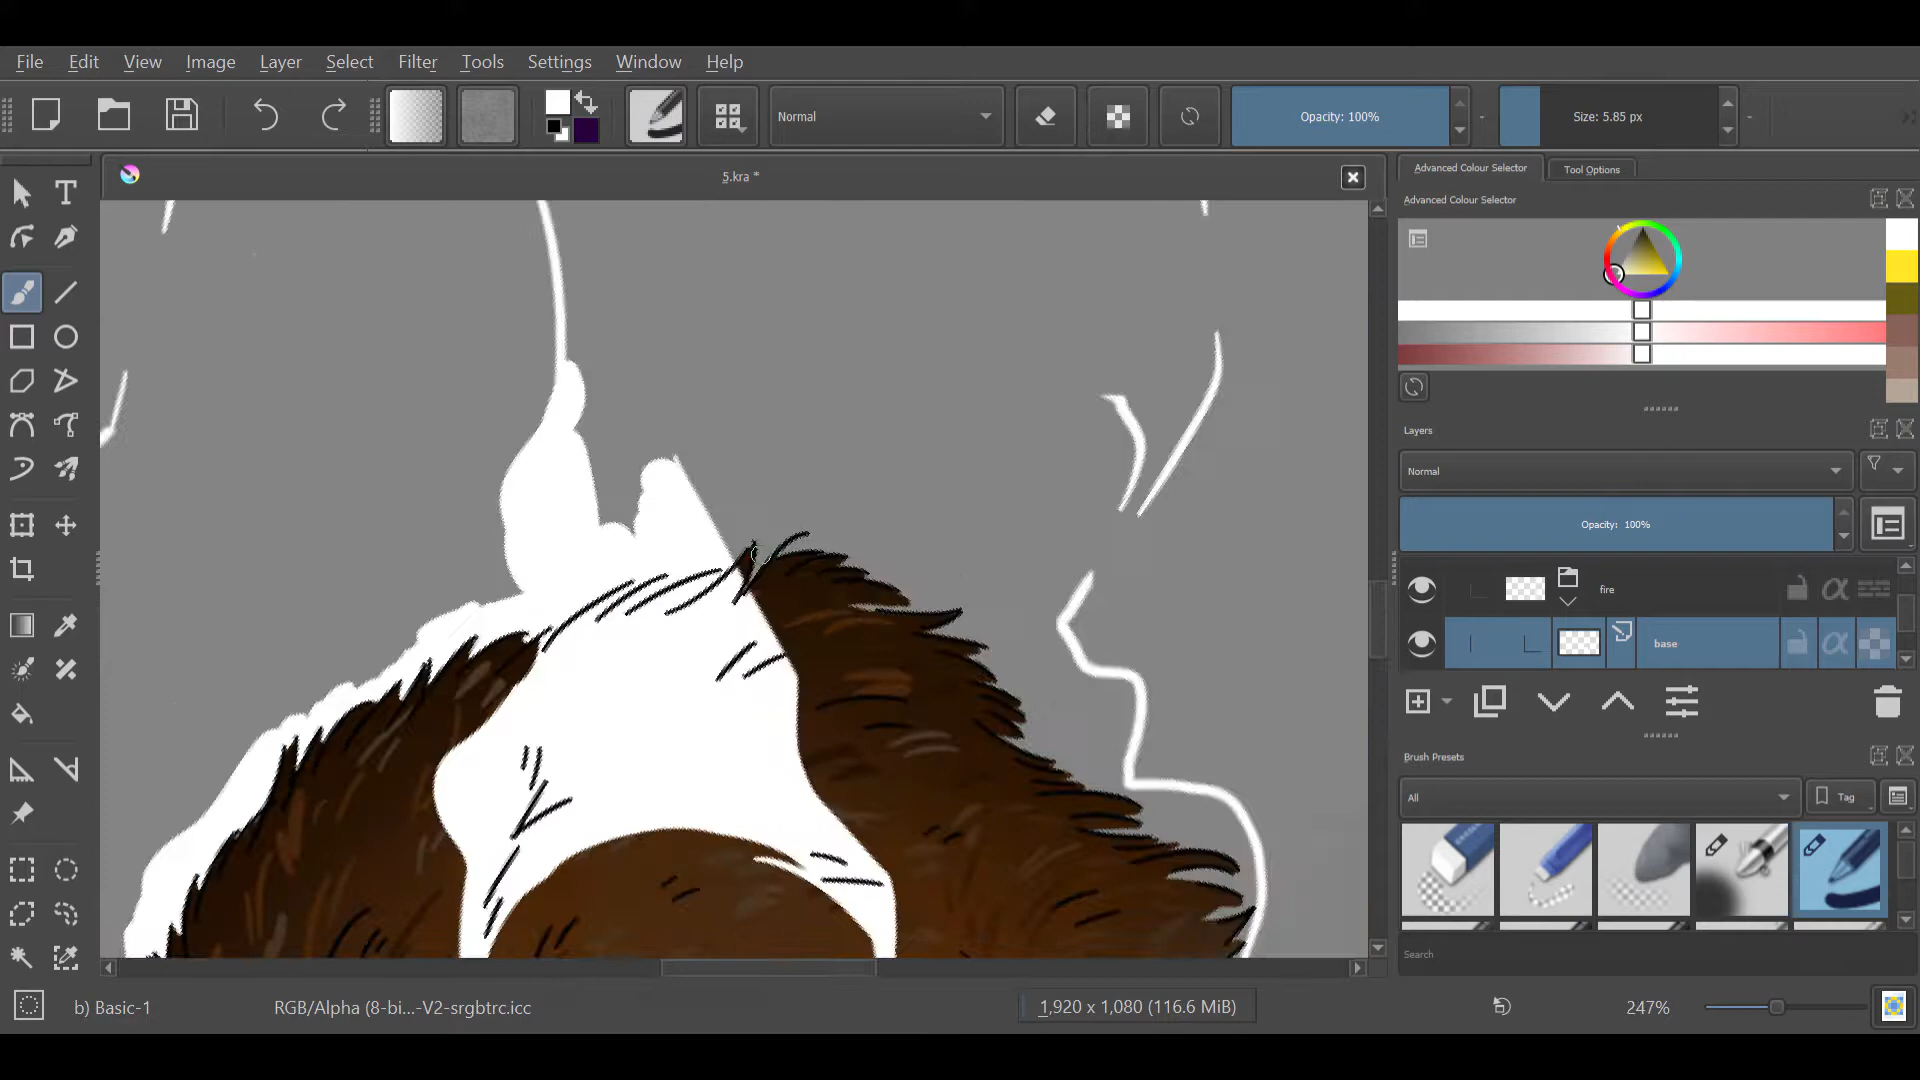 File Edit View Image Layer Select Filter Tools Settings Window Help
Normal
Opacity: 100%
Size: 5.85 px
5.kra *
Advanced Colour Selector
Tool Options
Advanced Colour Selector
Layers
Normal
Opacity: 100%
fire
base
Brush Presets
All
Tag
Search
b) Basic-1
RGB/Alpha (8-bi...-V2-srgbtrc.icc
1,920 x 1,080 (116.6 MiB)
247%